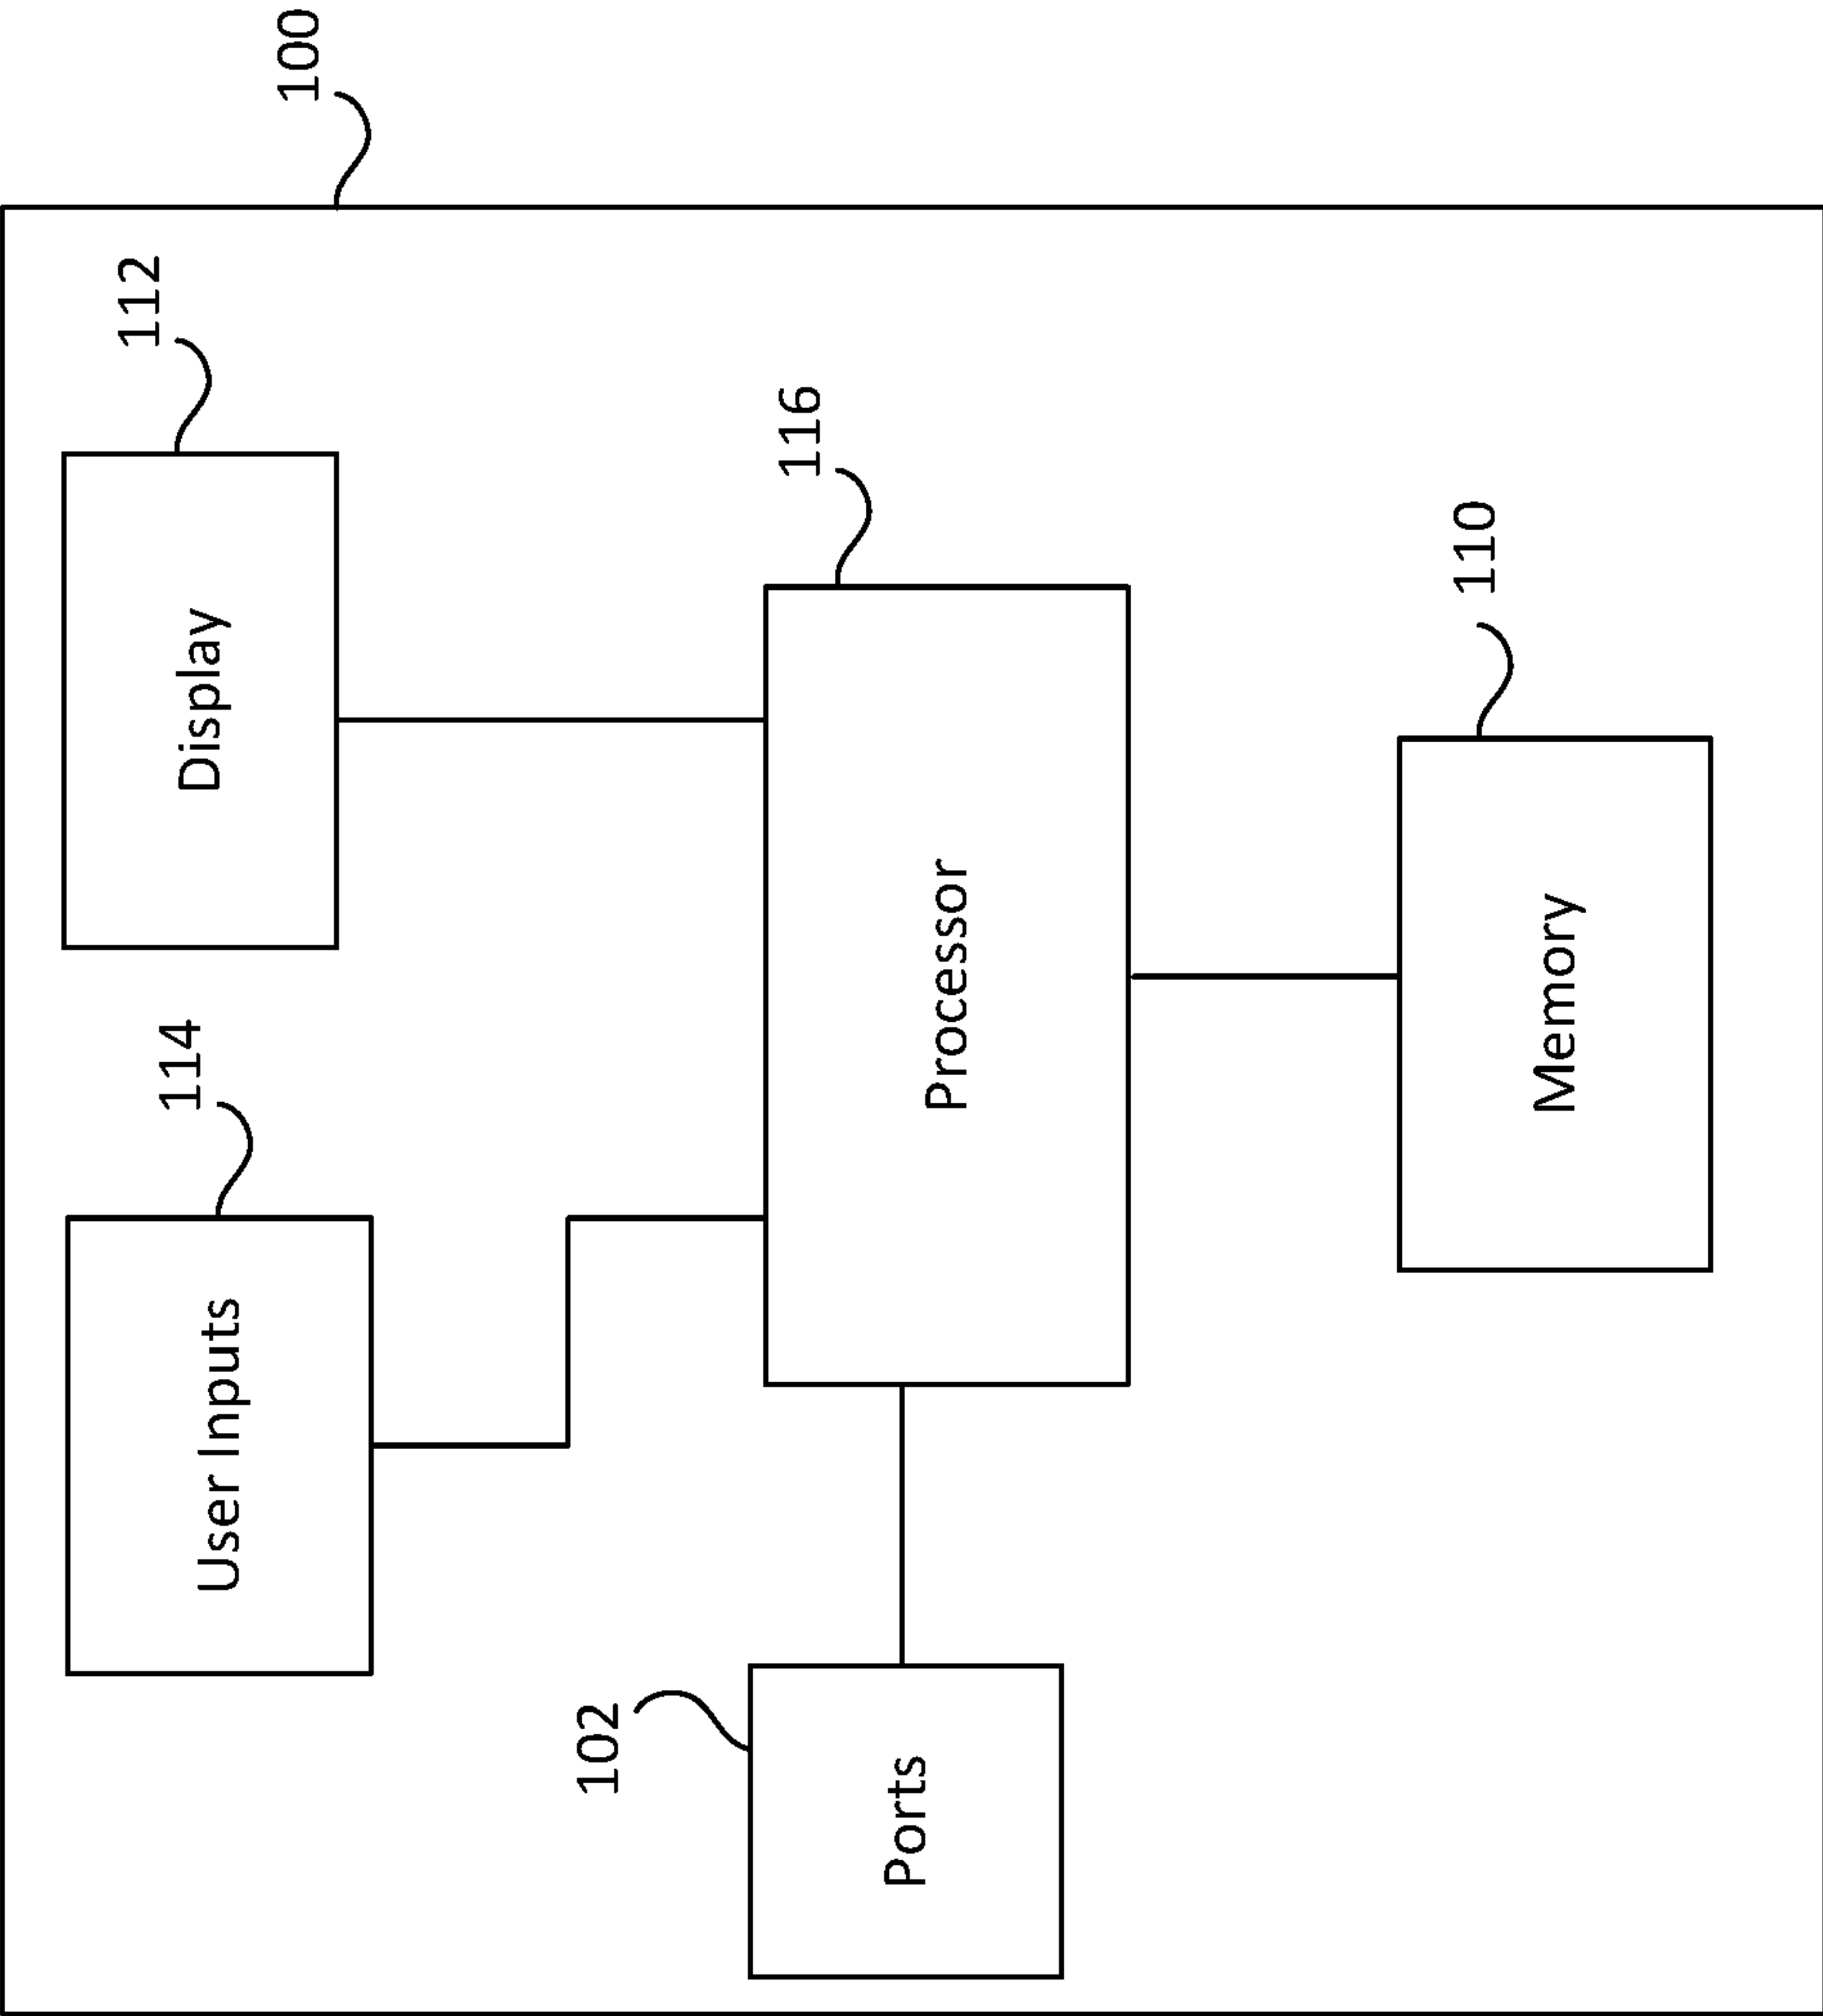 100
112
Display
114
User Inputs
116
Processor
102
Ports
110
Memory